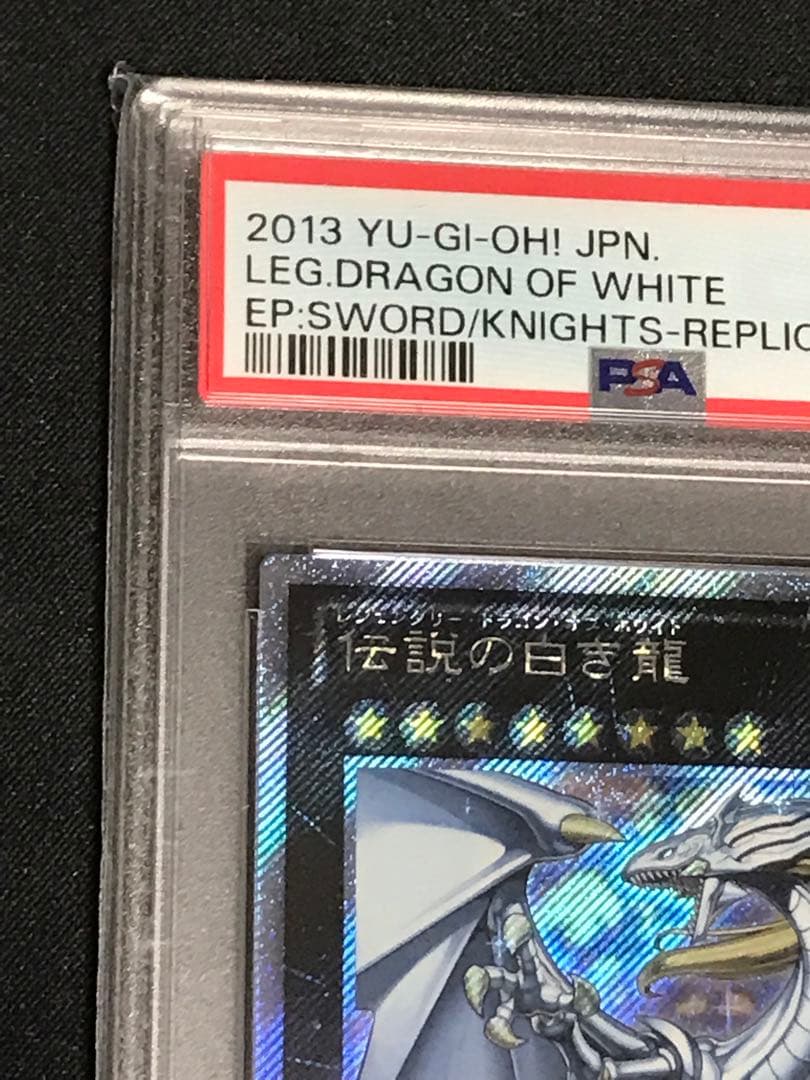 2013 YU-GI-OH! JPN.
LEG.DRAGON OF WHITE
EP:SWORD/KNIGHTS-REPLIC
PSA
レジェンダリー・ドラゴン・オブ・ホワイト
伝説の白き龍